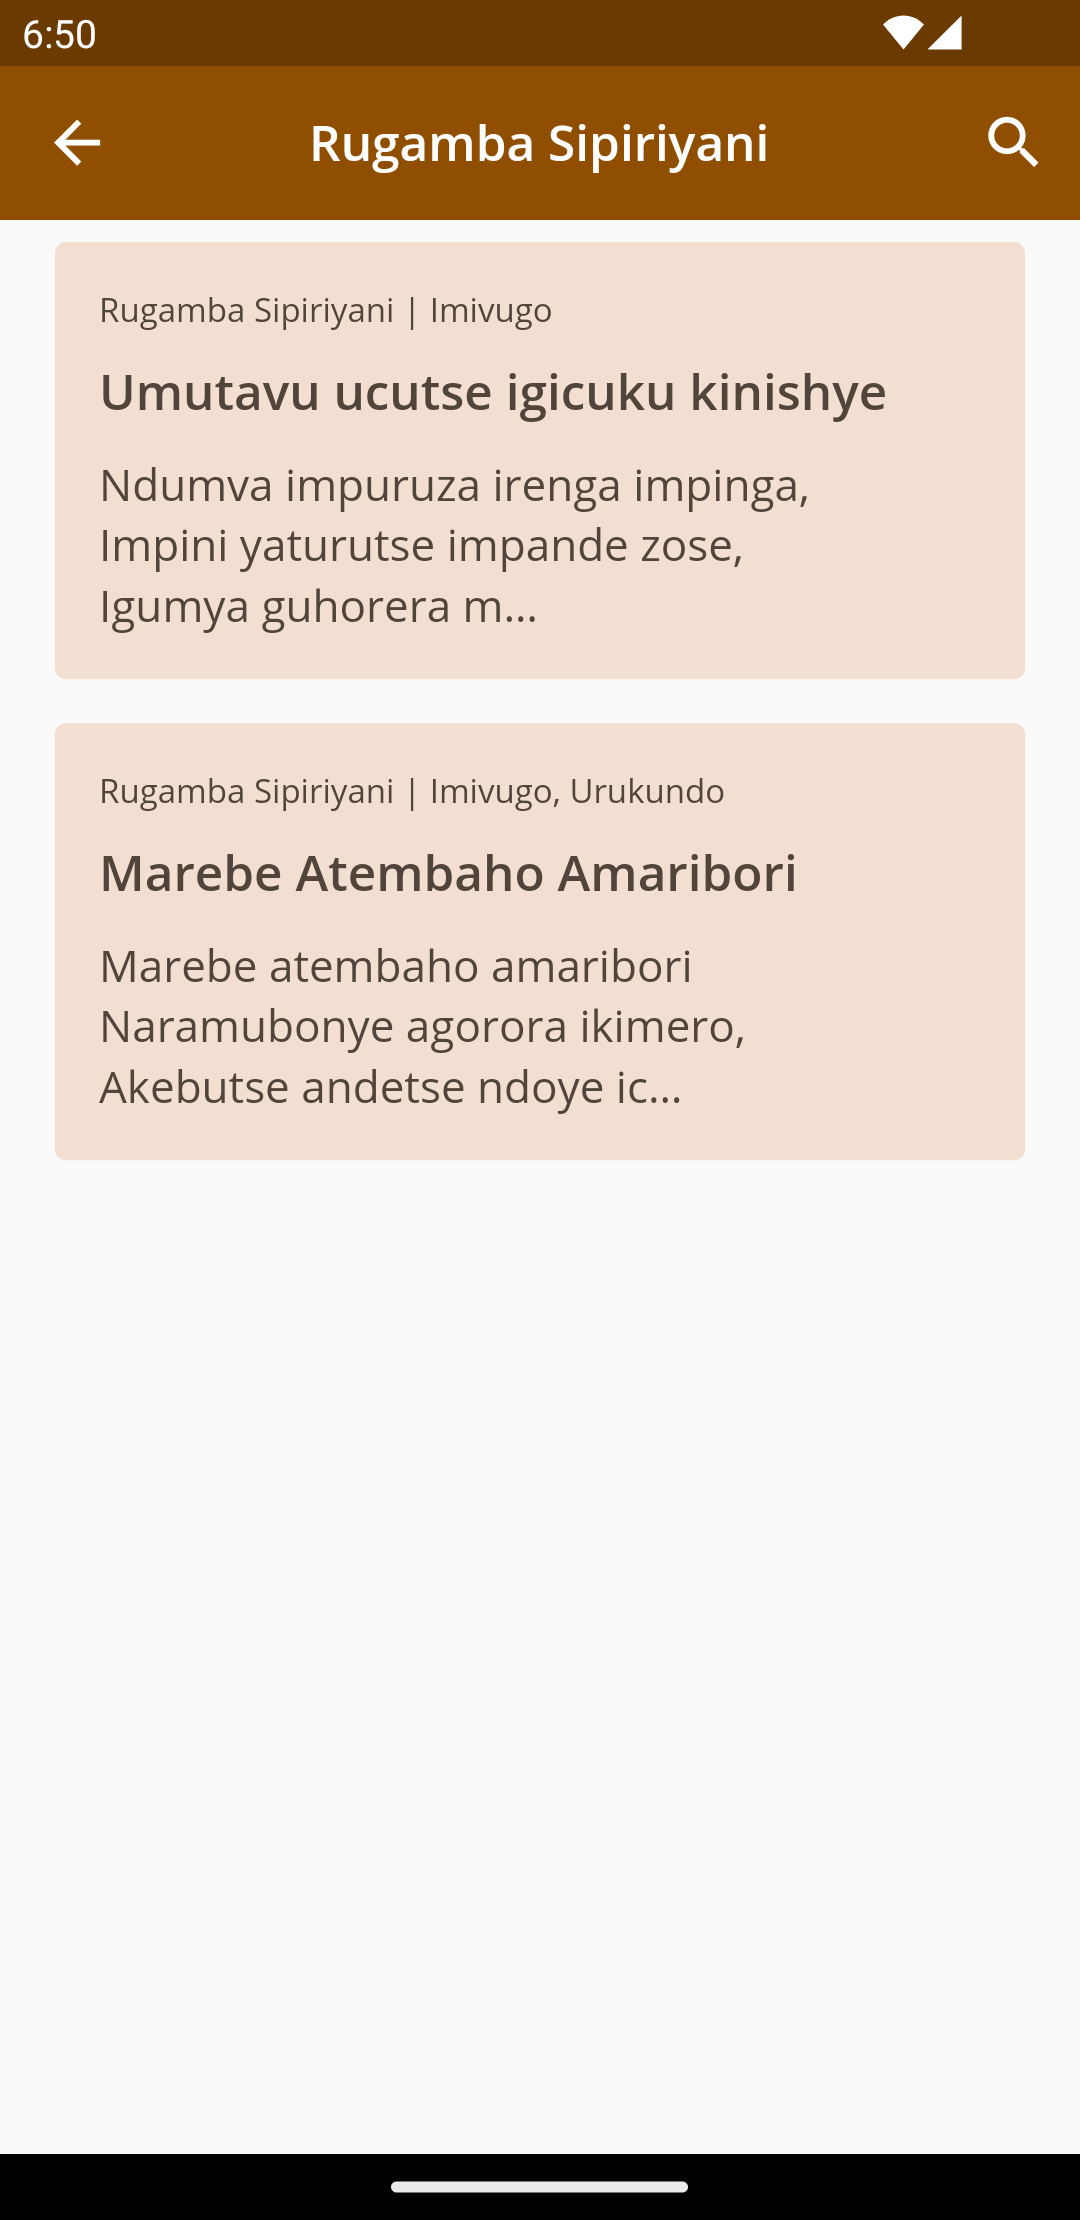 6:50
Rugamba Sipiriyani
Rugamba Sipiriyani | Imivugo
Umutavu ucutse igicuku kinishye
Ndumva impuruza irenga impinga,
Impini yaturutse impande zose,
Igumya guhorera m...
Rugamba Sipiriyani | Imivugo, Urukundo
Marebe Atembaho Amaribori
Marebe atembaho amaribori
Naramubonye agorora ikimero,
Akebutse andetse ndoye ic...